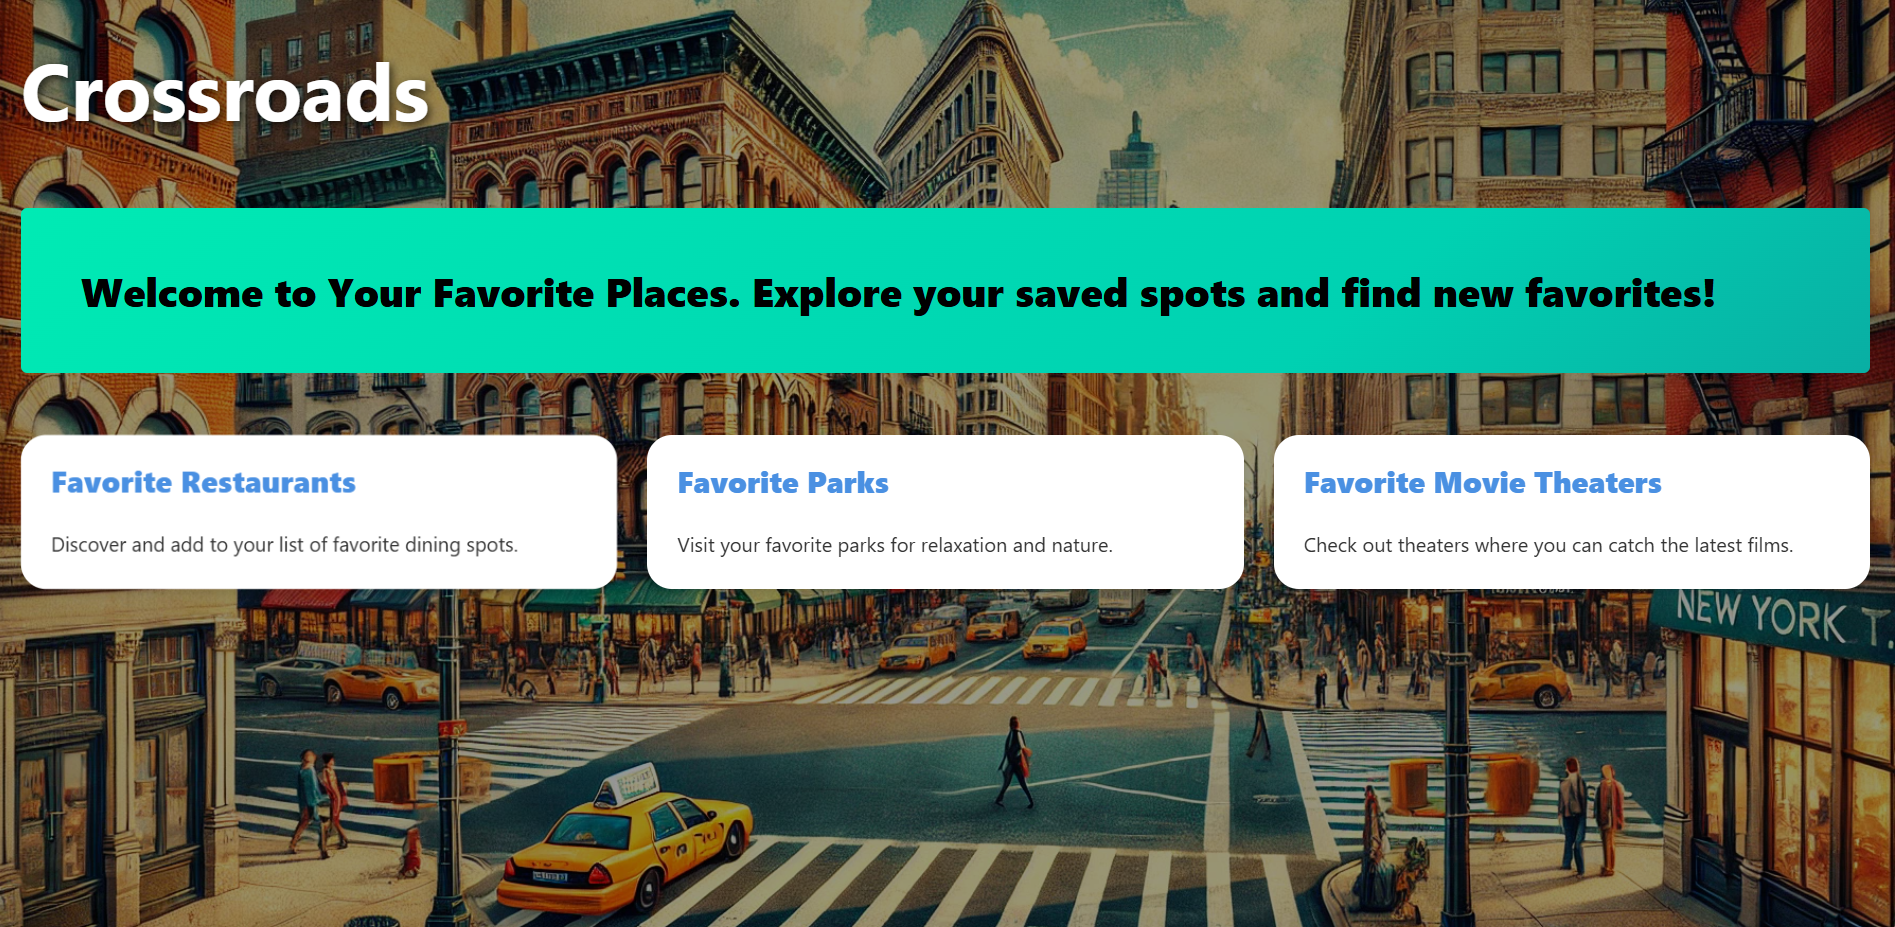 Crossroads
Welcome to Your Favorite Places. Explore your saved spots and find new favorites!
Favorite Restaurants
Discover and add to your list of favorite dining spots.
Favorite Parks
Visit your favorite parks for relaxation and nature.
Favorite Movie Theaters
Check out theaters where you can catch the latest films.
NEW YORK T